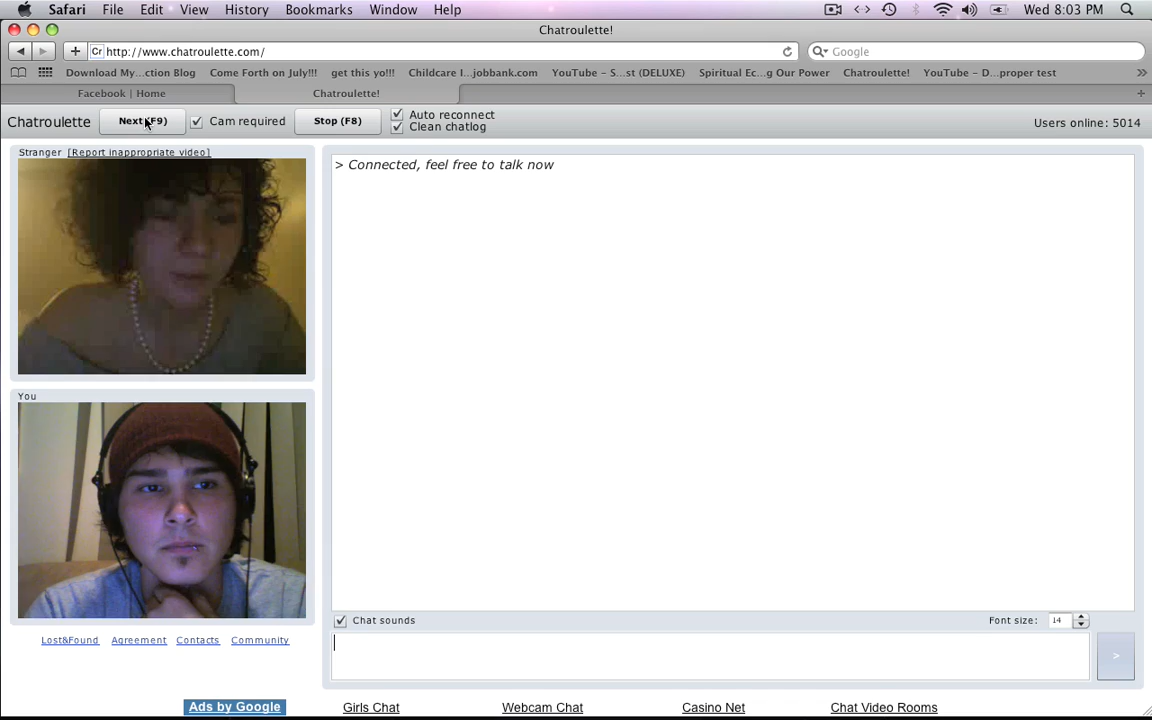 Safari File Edit View History Bookmarks Window Help Wed 8:03 PM
Chatroulette!
+ Cr http://www.chatroulette.com/ Google
Download My...ction Blog Come Forth on July!!! get this yo!!! Childcare I...jobbank.com YouTube – S...st (DELUXE) Spiritual Ec...g Our Power Chatroulette! YouTube – D...proper test »
Facebook | Home Chatroulette! +
Chatroulette Next (F9) Cam required Stop (F8) Auto reconnect
Clean chatlog
Users online: 5014
Stranger [Report inappropriate video]
> Connected, feel free to talk now
You
Lost&Found Agreement Contacts Community
Chat sounds Font size: 14
>
Ads by Google Girls Chat Webcam Chat Casino Net Chat Video Rooms